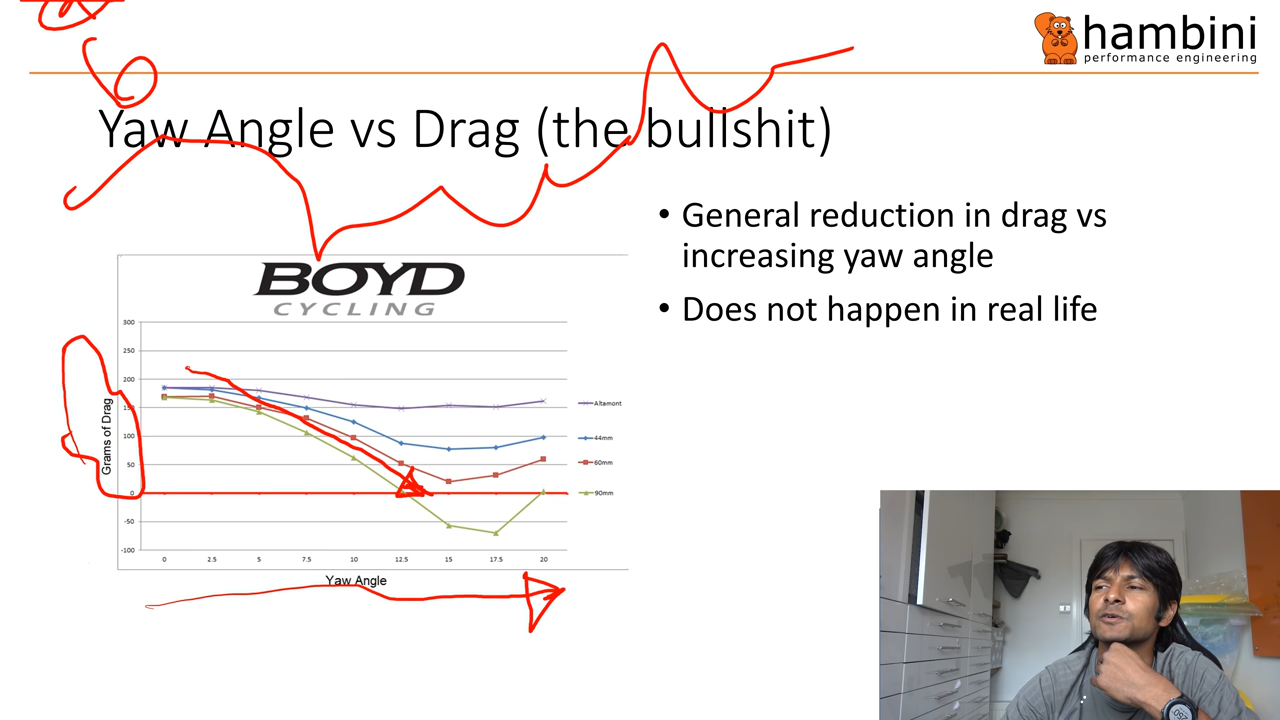 hambini
performance engineering
Yaw Angle vs Drag (the bullshit)
• General reduction in drag vs
increasing yaw angle
• Does not happen in real life
BOYD
CYCLING
300
250
200
150
100
50
0
-50
-100
Grams of Drag
0 2.5 5 7.5 10 12.5 15 17.5 20
Yaw Angle
Altamont
44mm
60mm
90mm